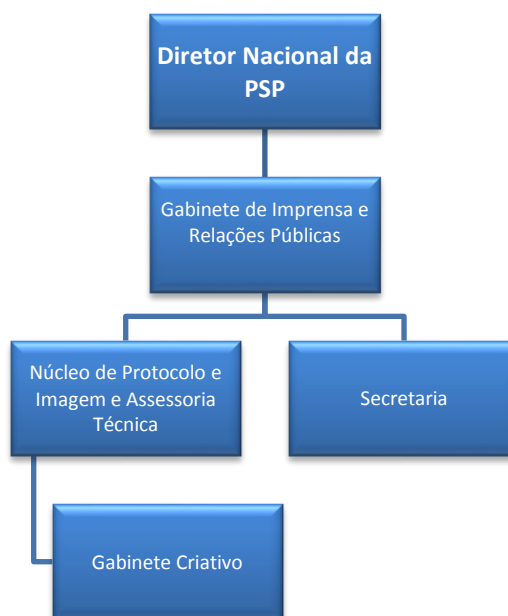 Diretor Nacional da
PSP
Gabinete de Imprensa e
Relações Públicas
Núcleo de Protocolo e
Imagem e Assessoria
Técnica
Secretaria
Gabinete Criativo